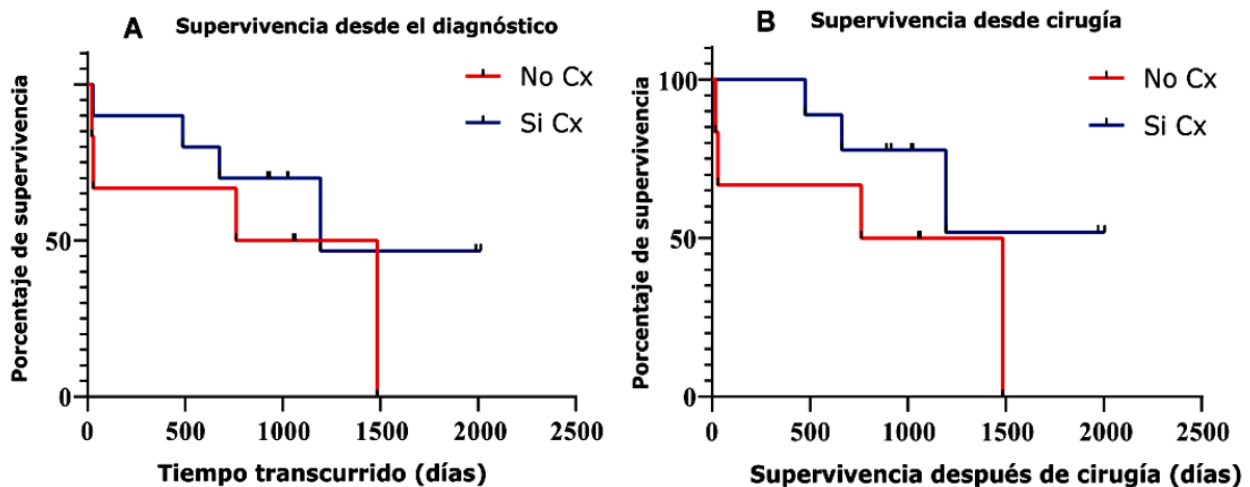 A Supervivencia desde el diagnóstico
No Cx
Si Cx
Porcentaje de supervivencia
50
0
0 500 1000 1500 2000 2500
Tiempo transcurrido (días)
B Supervivencia desde cirugía
No Cx
Si Cx
Porcentaje de supervivencia
100
50
0
0 500 1000 1500 2000 2500
Supervivencia después de cirugía (días)